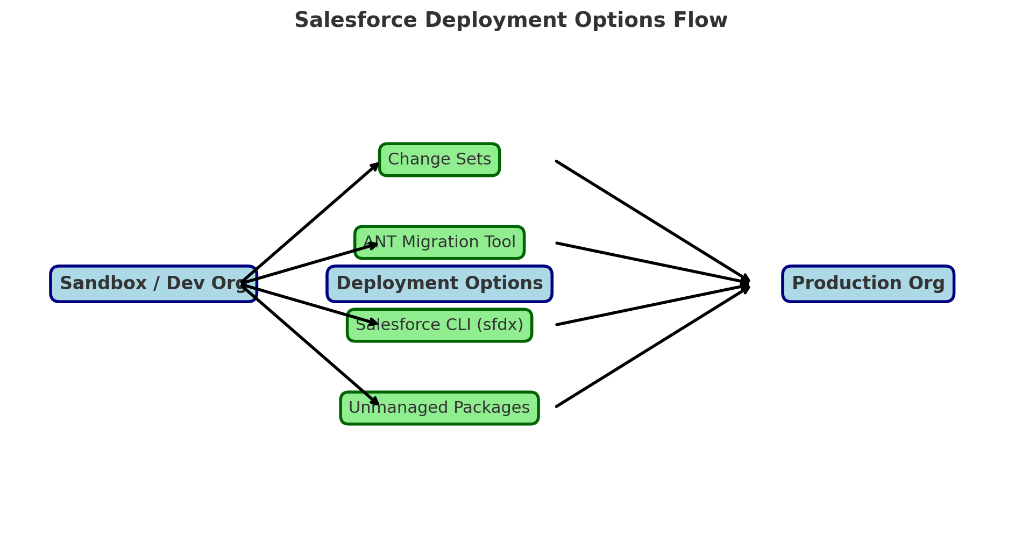 Salesforce Deployment Options Flow
Change Sets
ANT Migration Tool
Sandbox / Dev Org
Deployment Options
Production Org
Salesforce CLI (sfdx)
Unmanaged Packages